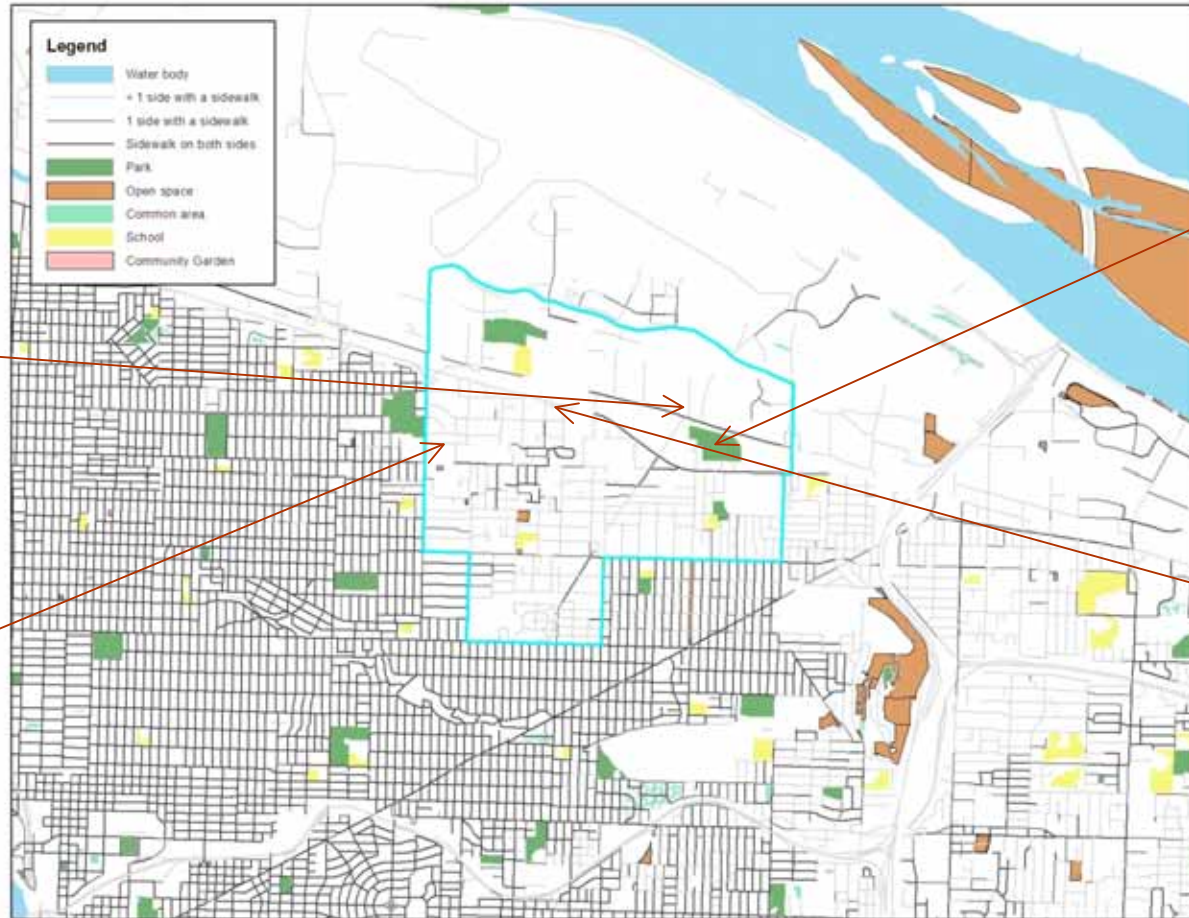 Legend
Water body
< 1 side with a sidewalk
1 side with a sidewalk
Sidewalk on both sides
Park
Open space
Common area
School
Community Garden